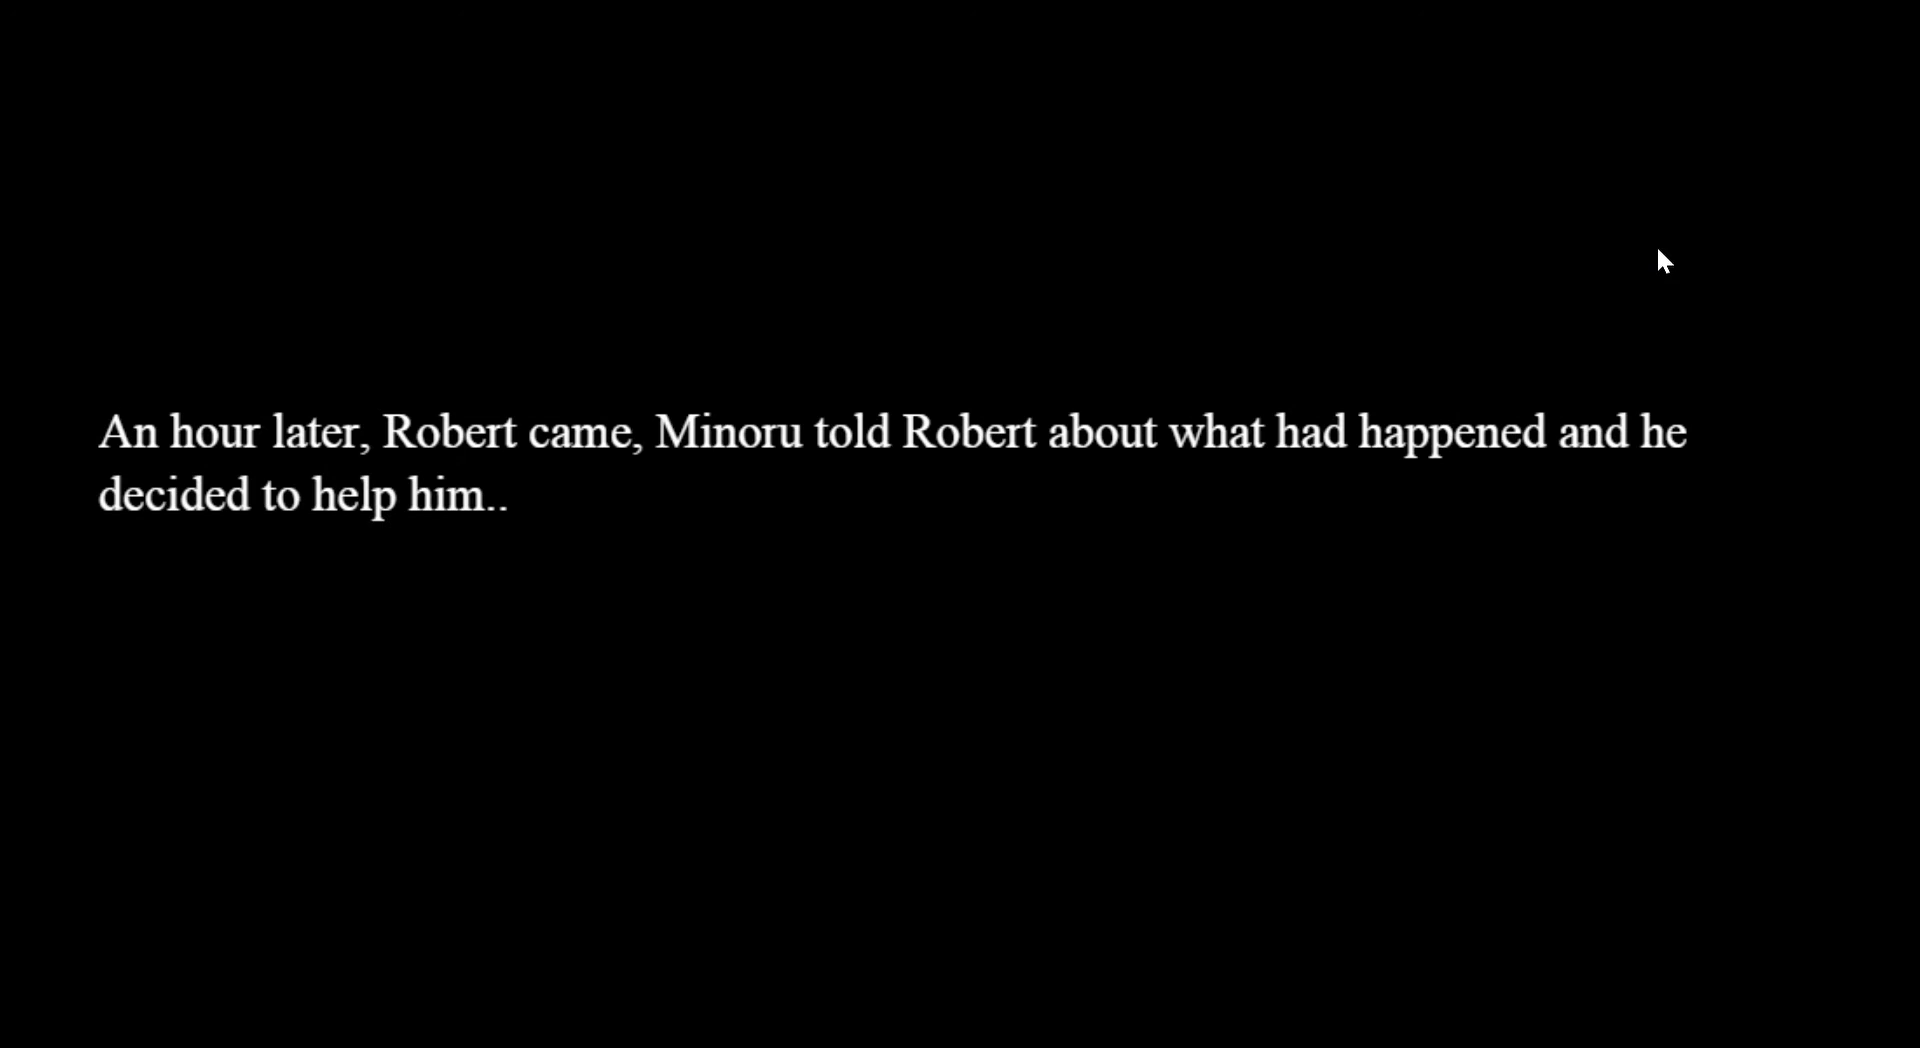 An hour later, Robert came, Minoru told Robert about what had happened and he
decided to help him..